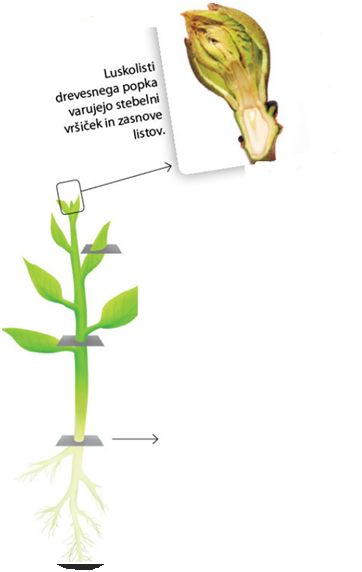 Luskolisti
drevesnega popka
varujejo stebelni
vršiček in zasnove
listov.